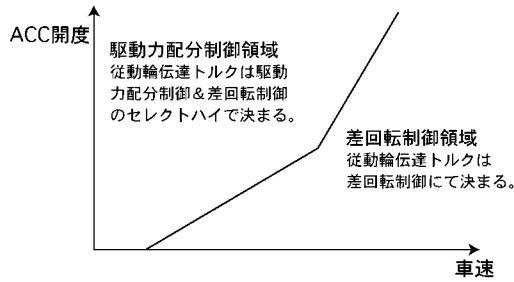 ACC開度
駆動力配分制御領域
従動輪伝達トルクは駆動
力配分制御＆差回転制御
のセレクトハイで決まる。
差回転制御領域
従動輪伝達トルクは
差回転制御にて決まる。
車速